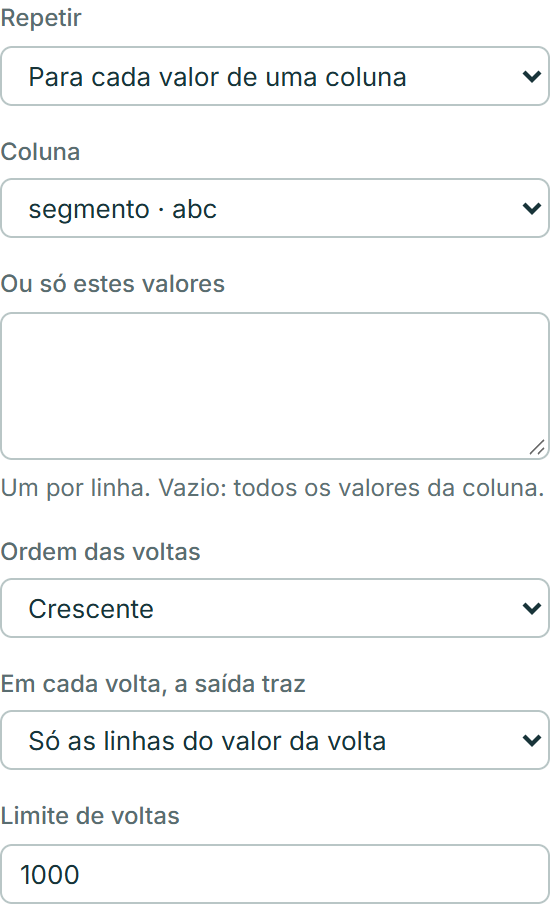 Repetir
Para cada valor de uma coluna
Coluna
segmento · abc
Ou só estes valores
Um por linha. Vazio: todos os valores da coluna.
Ordem das voltas
Crescente
Em cada volta, a saída traz
Só as linhas do valor da volta
Limite de voltas
1000